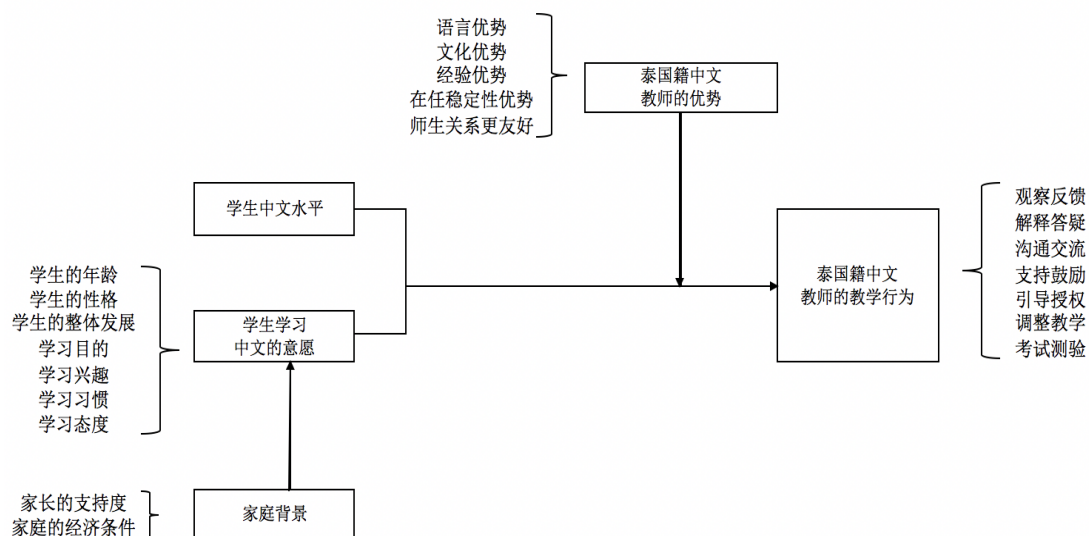 语言优势
文化优势
经验优势
在任稳定性优势
师生关系更友好
泰国籍中文
教师的优势
学生中文水平
学生的年龄
学生的性格
学生的整体发展
学习目的
学习兴趣
学习习惯
学习态度
学生学习
中文的意愿
家长的支持度
家庭的经济条件
家庭背景
泰国籍中文
教师的教学行为
观察反馈
解释答疑
沟通交流
支持鼓励
引导授权
调整教学
考试测验